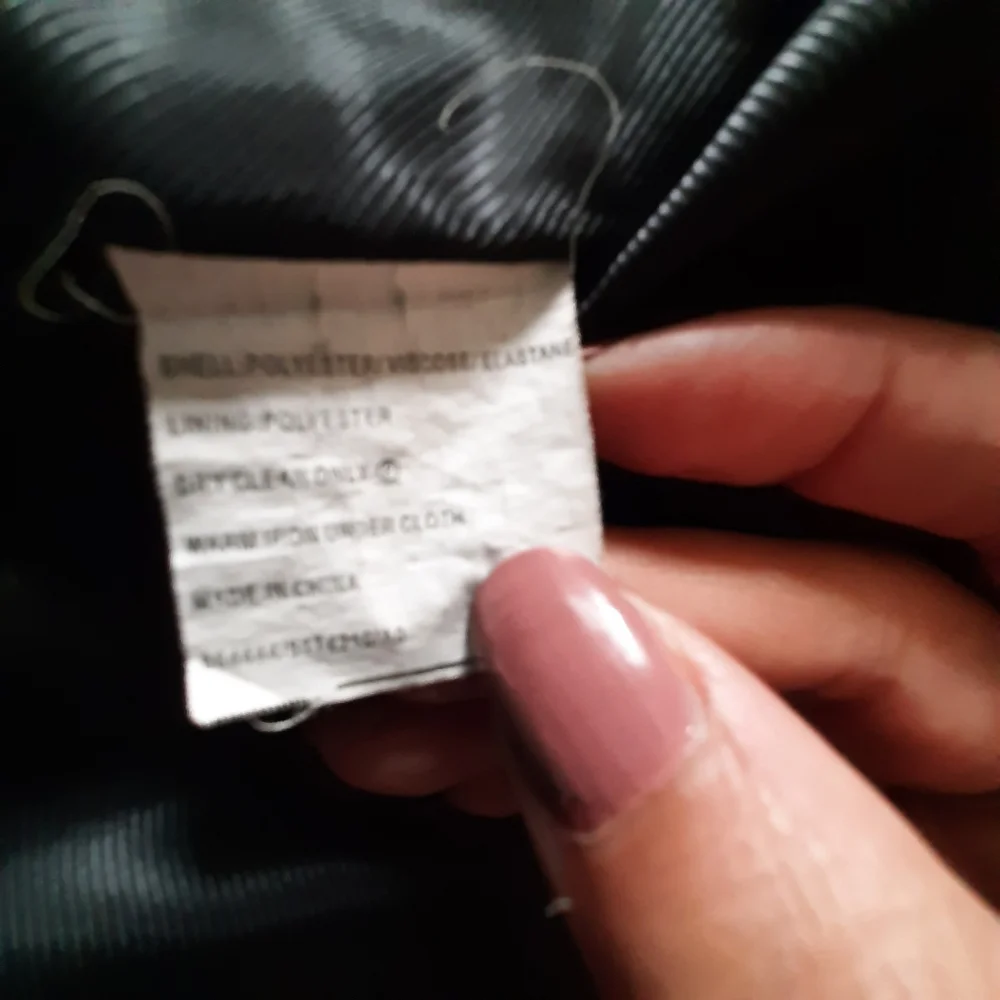 SHELL:POLYESTER/VISCOSE/ELASTANE
LINING:POLYESTER
DRY CLEAN ONLY Ⓟ
WARM IRON UNDER CLOTH
MADE IN CHINA